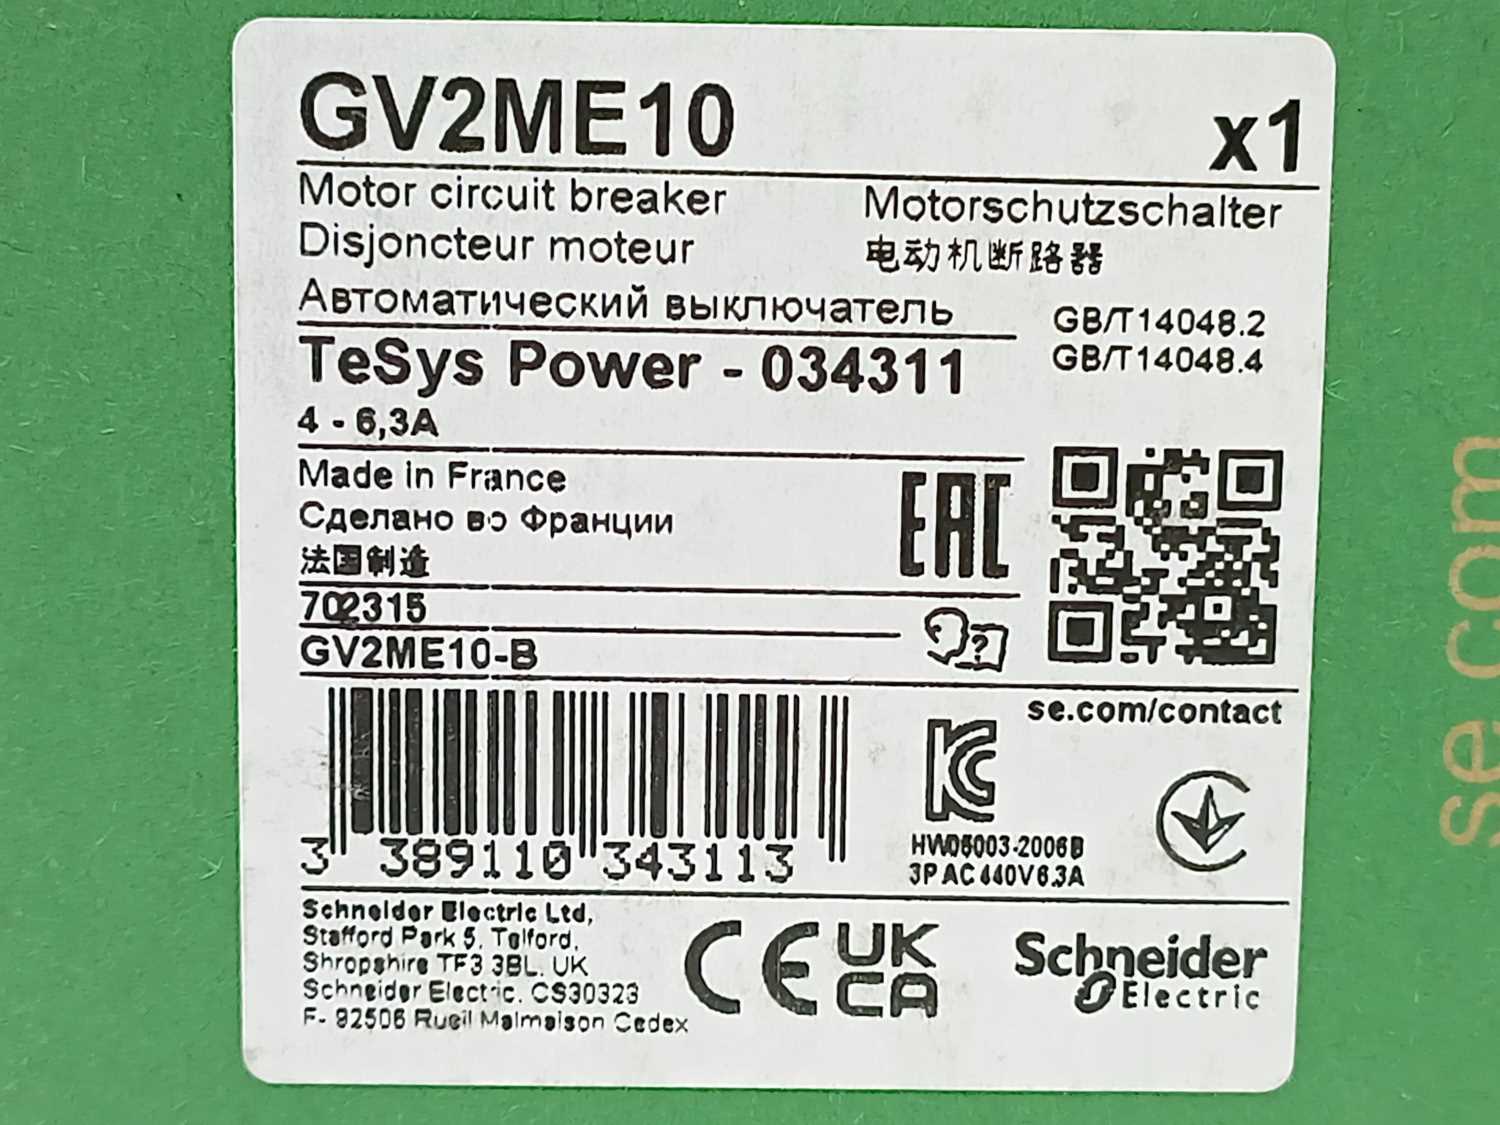 GV2ME10
x1
Motor circuit breaker
Motorschutzschalter
Disjoncteur moteur
电动机断路器
Автоматический выключатель
GB/T14048.2
GB/T14048.4
TeSys Power - 034311
4 - 6,3A
Made in France
Сделано во Франции
法国制造
EAC
702315
GV2ME10-B
se.com/contact
3 389110 343113
HW06003-2006B
3P AC 440V 6.3A
Schneider Electric Ltd,
Stafford Park 5, Telford,
Shropshire TF3 3BL. UK
Schneider Electric. CS30323
F- 92506 Rueil Malmaison Cedex
CE
UK
CA
Schneider
Electric
se.com